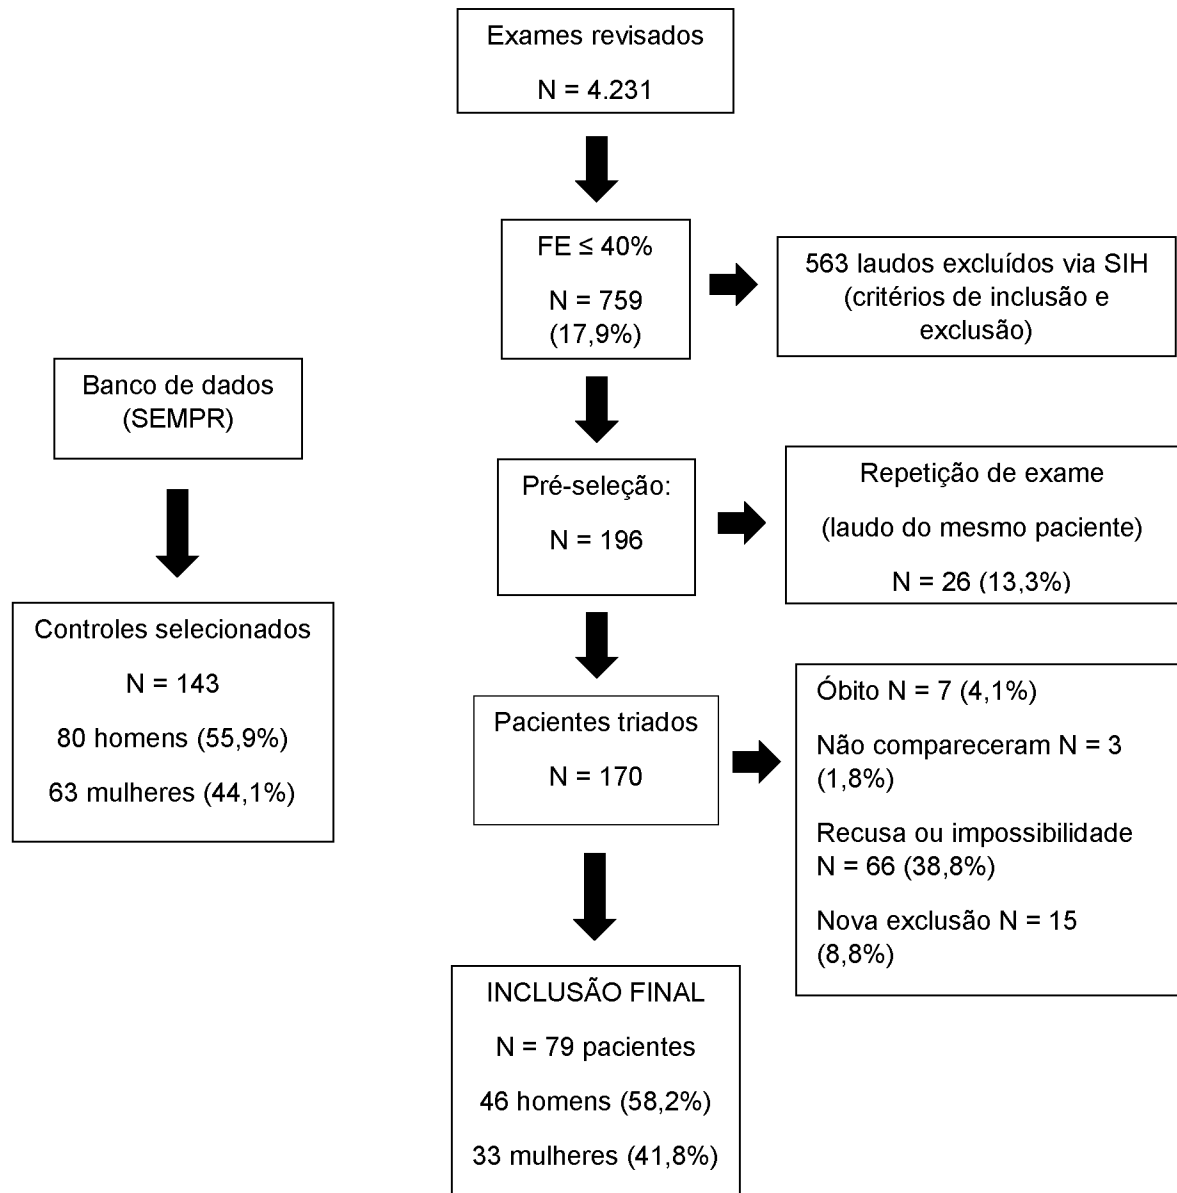 Exames revisados
N = 4.231
FE ≤ 40%
N = 759
(17,9%)
563 laudos excluídos via SIH
(critérios de inclusão e
exclusão)
Banco de dados
(SEMPR)
Pré-seleção:
N = 196
Repetição de exame
(laudo do mesmo paciente)
N = 26 (13,3%)
Controles selecionados
N = 143
80 homens (55,9%)
63 mulheres (44,1%)
Pacientes triados
N = 170
Óbito N = 7 (4,1%)
Não compareceram N = 3
(1,8%)
Recusa ou impossibilidade
N = 66 (38,8%)
Nova exclusão N = 15
(8,8%)
INCLUSÃO FINAL
N = 79 pacientes
46 homens (58,2%)
33 mulheres (41,8%)